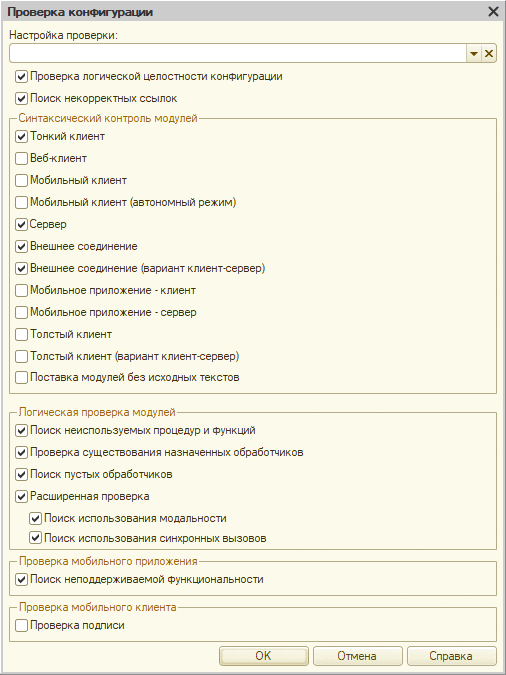 Проверка конфигурации
Настройка проверки:
Проверка логической целостности конфигурации
Поиск некорректных ссылок
Синтаксический контроль модулей
Тонкий клиент
Веб-клиент
Мобильный клиент
Мобильный клиент (автономный режим)
Сервер
Внешнее соединение
Внешнее соединение (вариант клиент-сервер)
Мобильное приложение - клиент
Мобильное приложение - сервер
Толстый клиент
Толстый клиент (вариант клиент-сервер)
Поставка модулей без исходных текстов
Логическая проверка модулей
Поиск неиспользуемых процедур и функций
Проверка существования назначенных обработчиков
Поиск пустых обработчиков
Расширенная проверка
Поиск использования модальности
Поиск использования синхронных вызовов
Проверка мобильного приложения
Поиск неподдерживаемой функциональности
Проверка мобильного клиента
Проверка подписи
OK Отмена Справка